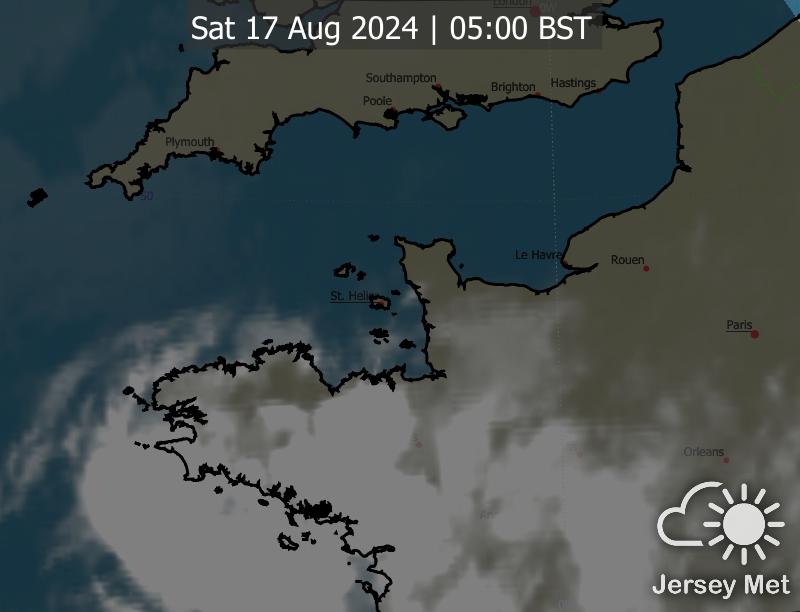 London
Sat 17 Aug 2024 | 05:00 BST
Southampton
Brighton
Hastings
Poole
Plymouth
50
Le Havre
Rouen
St. Helier
Paris
Orleans
Jersey Met